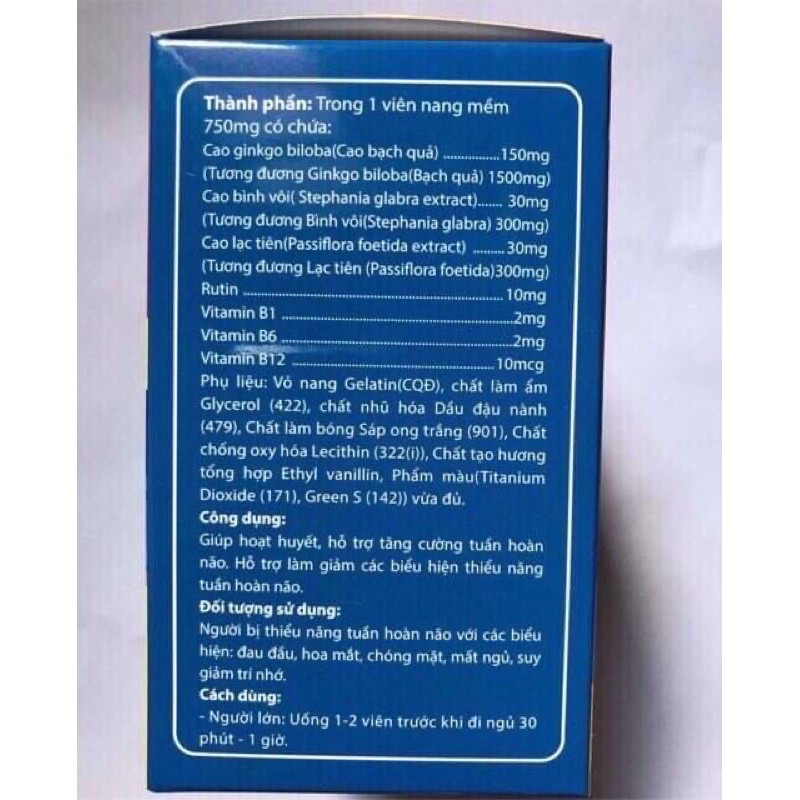 Thành phần: Trong 1 viên nang mềm
750mg có chứa:
Cao ginkgo biloba(Cao bạch quả) ................150mg
(Tương đương Ginkgo biloba(Bạch quả) 1500mg)
Cao bình vôi( Stephania glabra extract)....... 30mg
(Tương đương Bình vôi(Stephania glabra) 300mg)
Cao lạc tiên(Passiflora foetida extract) .........30mg
(Tương đương Lạc tiên (Passiflora foetida)300mg)
Rutin ................................................................ 10mg
Vitamin B1 ........................................................2mg
Vitamin B6 ........................................................2mg
Vitamin B12 ...................................................10mcg
Phụ liệu: Vỏ nang Gelatin(CQĐ), chất làm ẩm
Glycerol (422), chất nhũ hóa Dầu đậu nành
(479), Chất làm bóng Sáp ong trắng (901), Chất
chống oxy hóa Lecithin (322(i)), Chất tạo hương
tổng hợp Ethyl vanillin, Phẩm màu(Titanium
Dioxide (171), Green S (142)) vừa đủ.
Công dụng:
Giúp hoạt huyết, hỗ trợ tăng cường tuần hoàn
não. Hỗ trợ làm giảm các biểu hiện thiểu năng
tuần hoàn não.
Đối tượng sử dụng:
Người bị thiểu năng tuần hoàn não với các biểu
hiện: đau đầu, hoa mắt, chóng mặt, mất ngủ, suy
giảm trí nhớ.
Cách dùng:
- Người lớn: Uống 1-2 viên trước khi đi ngủ 30
phút - 1 giờ.